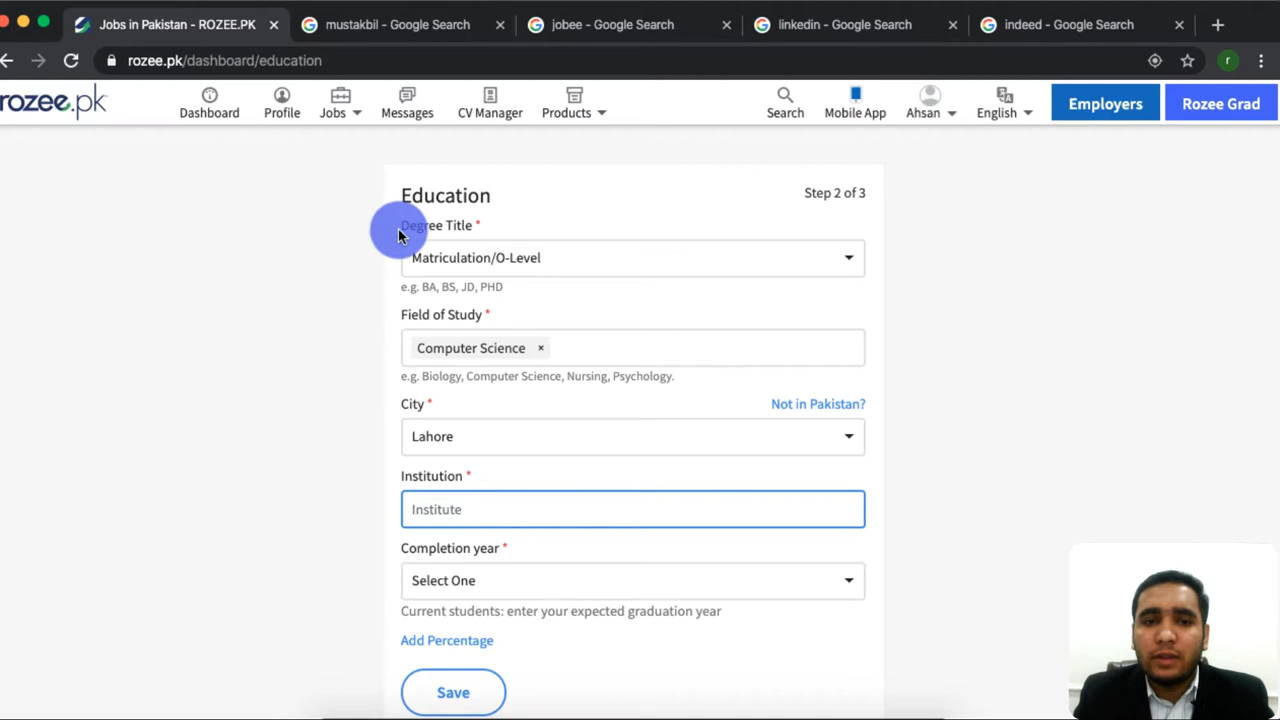 Jobs in Pakistan - ROZEE.PK ×
mustakbil - Google Search ×
jobee - Google Search ×
linkedin - Google Search ×
indeed - Google Search × +
rozee.pk/dashboard/education
r
rozee.pk
Dashboard
Profile
Jobs
Messages
CV Manager
Products
Search
Mobile App
Ahsan
English
Employers
Rozee Grad
Education
Step 2 of 3
Degree Title *
Matriculation/O-Level
e.g. BA, BS, JD, PHD
Field of Study *
Computer Science ×
e.g. Biology, Computer Science, Nursing, Psychology.
City *
Not in Pakistan?
Lahore
Institution *
Institute
Completion year *
Select One
Current students: enter your expected graduation year
Add Percentage
Save